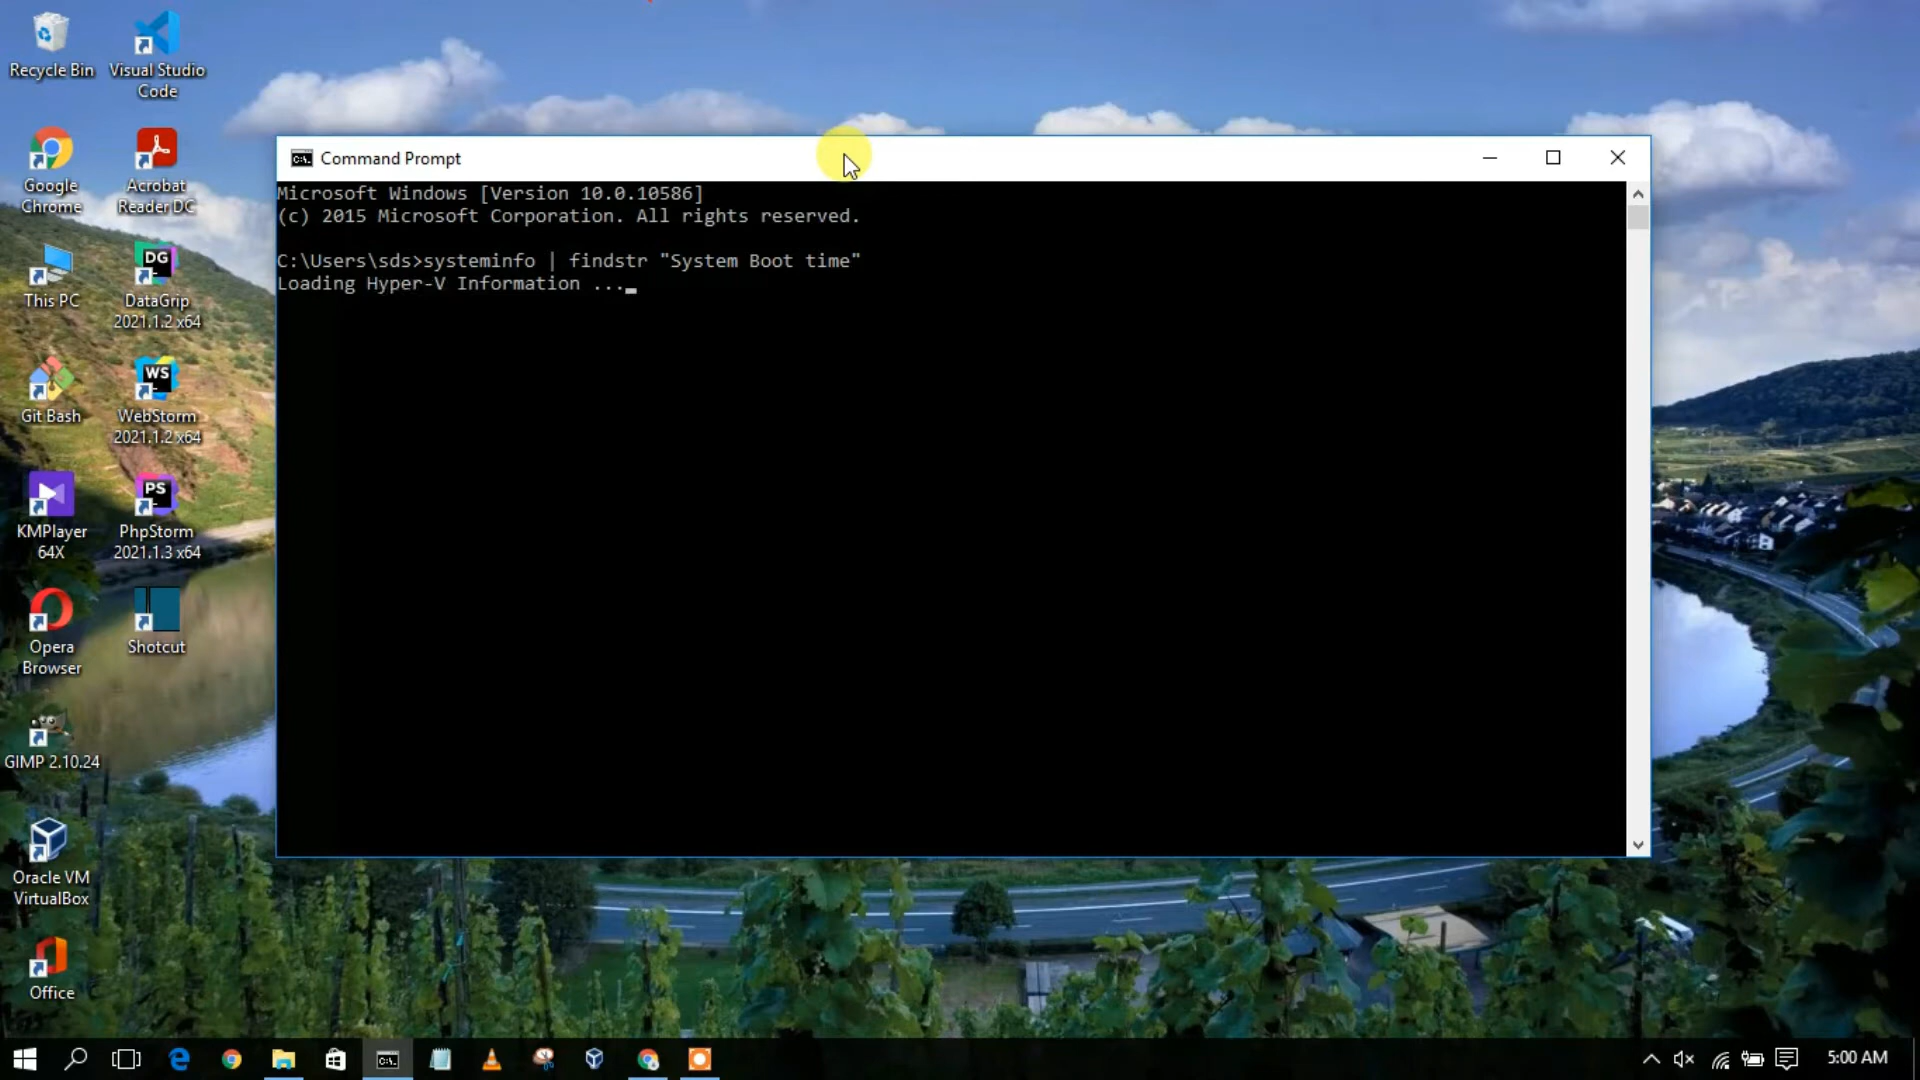 Recycle Bin
Visual Studio
Code
Google
Chrome
Acrobat
Reader DC
This PC
DG
DataGrip
2021.1.2 x64
Git Bash
WS
WebStorm
2021.1.2 x64
KMPlayer
64X
PS
PhpStorm
2021.1.3 x64
Opera
Browser
Shotcut
GIMP 2.10.24
Oracle VM
VirtualBox
Office
C:\.
Command Prompt
Microsoft Windows [Version 10.0.10586]
(c) 2015 Microsoft Corporation. All rights reserved.
C:\Users\sds>systeminfo | findstr "System Boot time"
Loading Hyper-V Information ..._
C:\.
5:00 AM